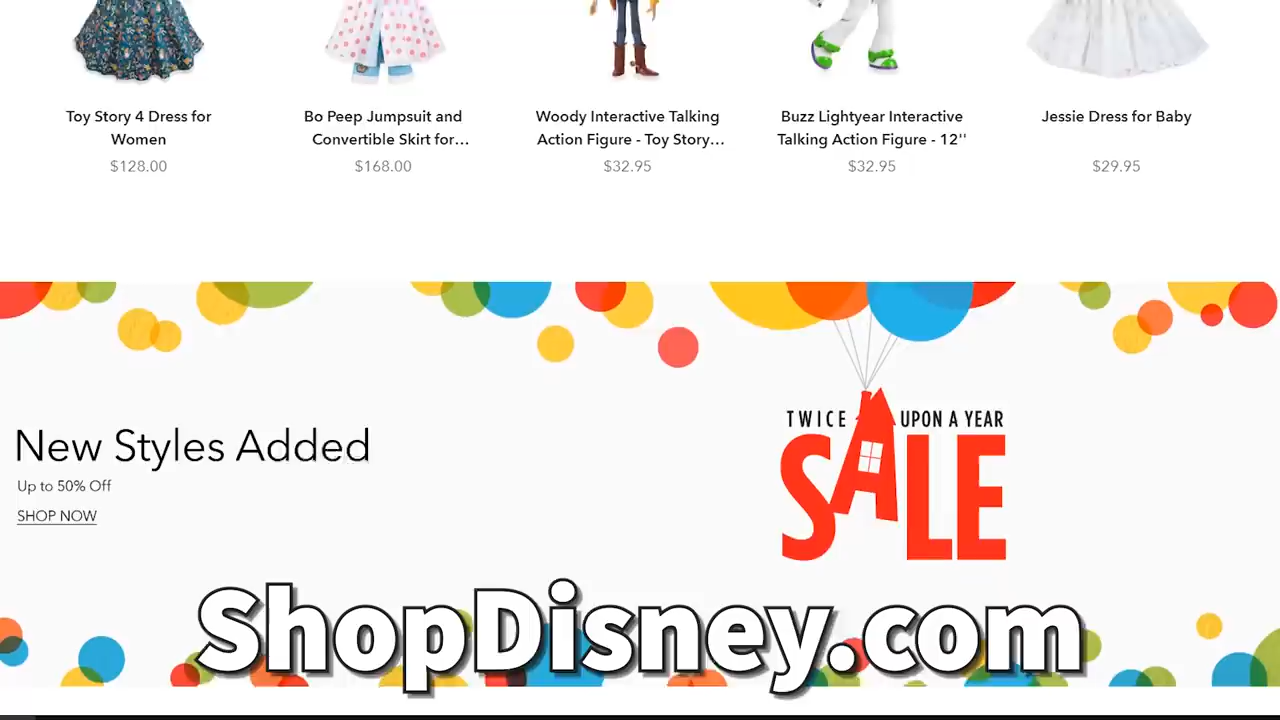 Toy Story 4 Dress for
Women
$128.00
Bo Peep Jumpsuit and
Convertible Skirt for…
$168.00
Woody Interactive Talking
Action Figure - Toy Story…
$32.95
Buzz Lightyear Interactive
Talking Action Figure - 12''
$32.95
Jessie Dress for Baby
$29.95
New Styles Added
Up to 50% Off
SHOP NOW
TWICE UPON A YEAR
SALE
ShopDisney.com